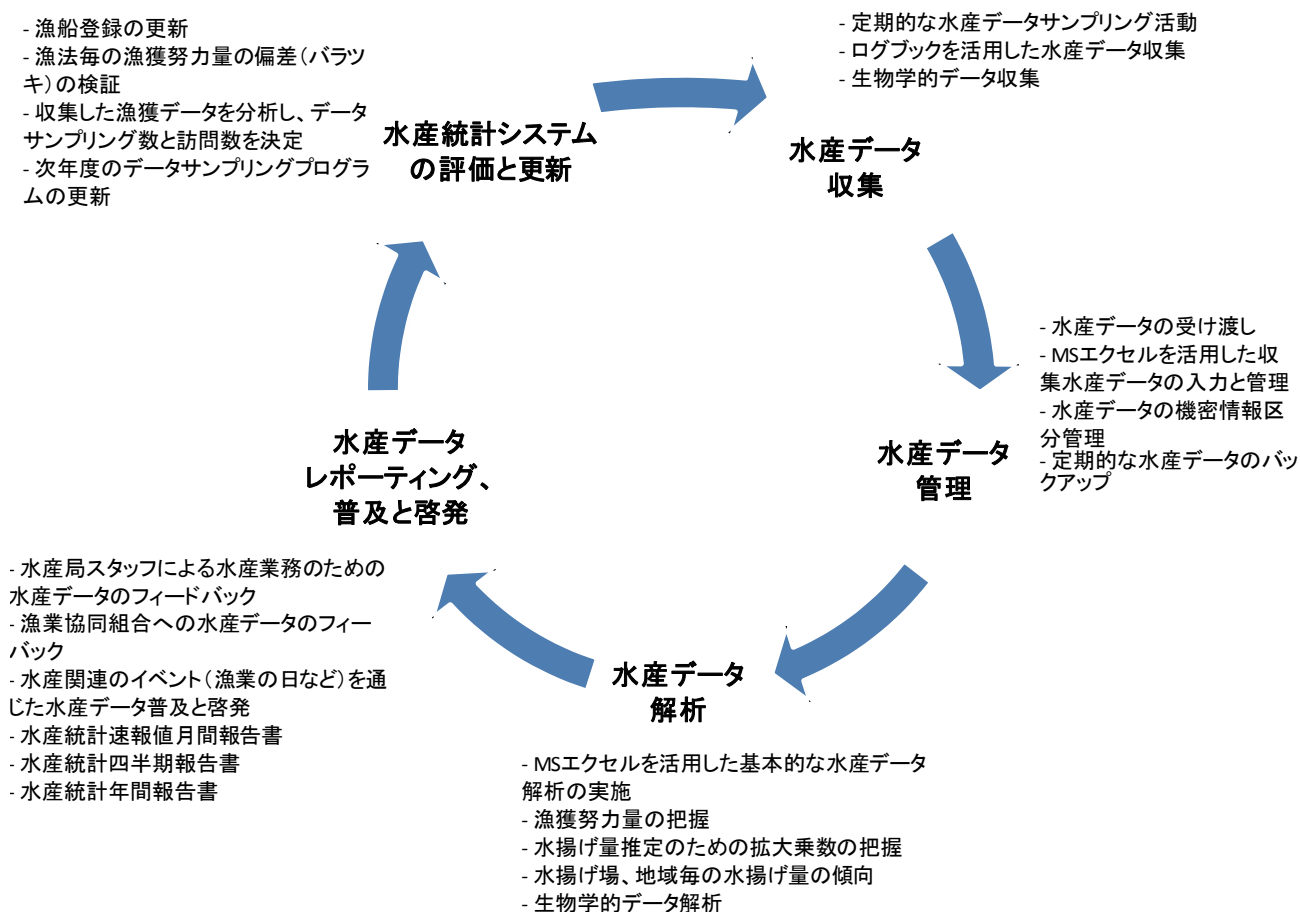 - 漁船登録の更新
- 漁法毎の漁獲努力量の偏差(バラツ
キ)の検証
- 収集した漁獲データを分析し、データ
サンプリング数と訪問数を決定
- 次年度のデータサンプリングプログラ
ムの更新
水産統計システム
の評価と更新
- 定期的な水産データサンプリング活動
- ログブックを活用した水産データ収集
- 生物学的データ収集
水産データ
収集
- 水産データの受け渡し
- MSエクセルを活用した収
集水産データの入力と管理
- 水産データの機密情報区
分管理
- 定期的な水産データのバッ
クアップ
水産データ
管理
水産データ
解析
- MSエクセルを活用した基本的な水産データ
解析の実施
- 漁獲努力量の把握
- 水揚げ量推定のための拡大乗数の把握
- 水揚げ場、地域毎の水揚げ量の傾向
- 生物学的データ解析
水産データ
レポーティング、
普及と啓発
- 水産局スタッフによる水産業務のための
水産データのフィードバック
- 漁業協同組合への水産データのフィー
バック
- 水産関連のイベント(漁業の日など)を通
じた水産データ普及と啓発
- 水産統計速報値月間報告書
- 水産統計四半期報告書
- 水産統計年間報告書